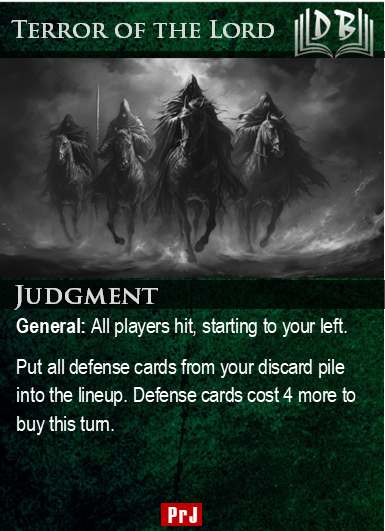 Terror of the Lord
DB
Judgment
General: All players hit, starting to your left.
Put all defense cards from your discard pile
into the lineup. Defense cards cost 4 more to
buy this turn.
PrJ